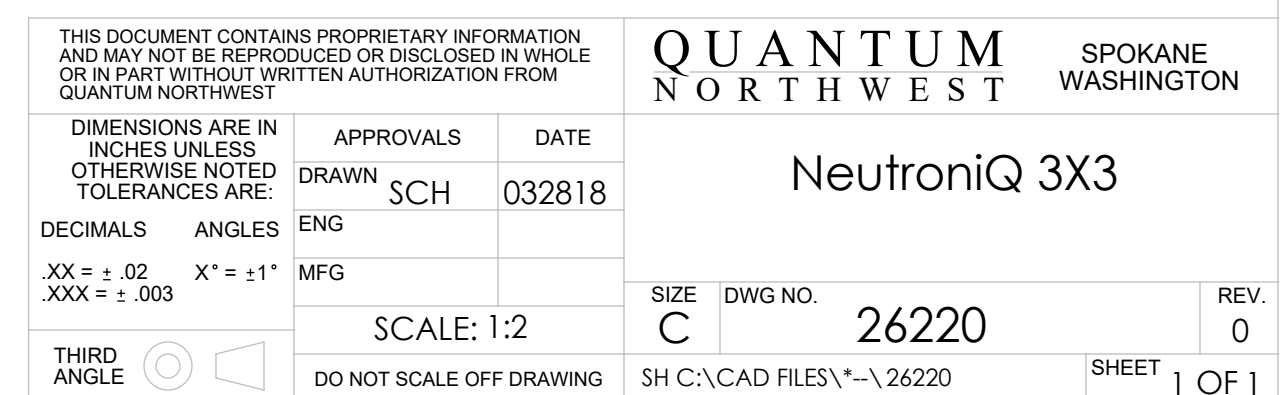 THIS DOCUMENT CONTAINS PROPRIETARY INFORMATION
AND MAY NOT BE REPRODUCED OR DISCLOSED IN WHOLE
OR IN PART WITHOUT WRITTEN AUTHORIZATION FROM
QUANTUM NORTHWEST
QUANTUM
NORTHWEST
SPOKANE
WASHINGTON
DIMENSIONS ARE IN
INCHES UNLESS
OTHERWISE NOTED
TOLERANCES ARE:
DECIMALS ANGLES
.XX = ± .02 X° = ±1°
.XXX = ± .003
THIRD
ANGLE
APPROVALS DATE
DRAWN SCH 032818
ENG
MFG
SCALE: 1:2
DO NOT SCALE OFF DRAWING
NeutroniQ 3X3
SIZE
C
DWG NO.
26220
REV.
0
SH C:\CAD FILES\*--\26220
SHEET 1 OF 1